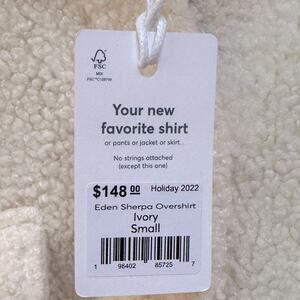 FSC
MIX
Your new
favorite shirt
or pants or jacket or skirt...
No strings attached
(except this one)
$148 00 Holiday 2022
Eden Sherpa Overshirt
Ivory
Small
1 96402 85725 7